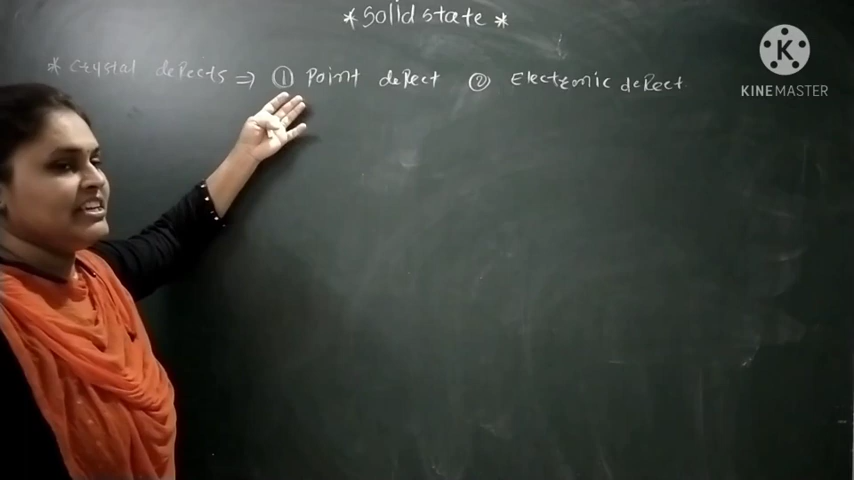 * Solid state *
* Crystal defects ⇒ ① Point defect ② Electronic defect
K
KINEMASTER